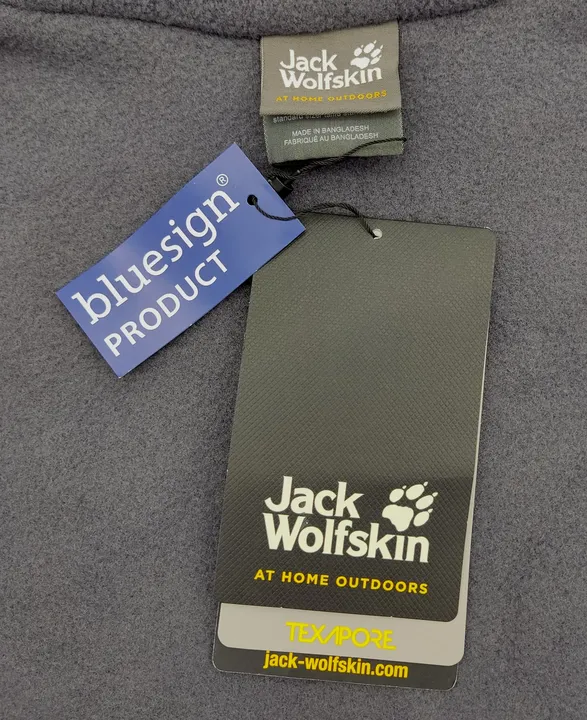 Jack
Wolfskin
AT HOME OUTDOORS
MADE IN BANGLADESH
FABRIQUÉ AU BANGLADESH
bluesign®
PRODUCT
Jack
Wolfskin
AT HOME OUTDOORS
TEXAPORE
jack-wolfskin.com